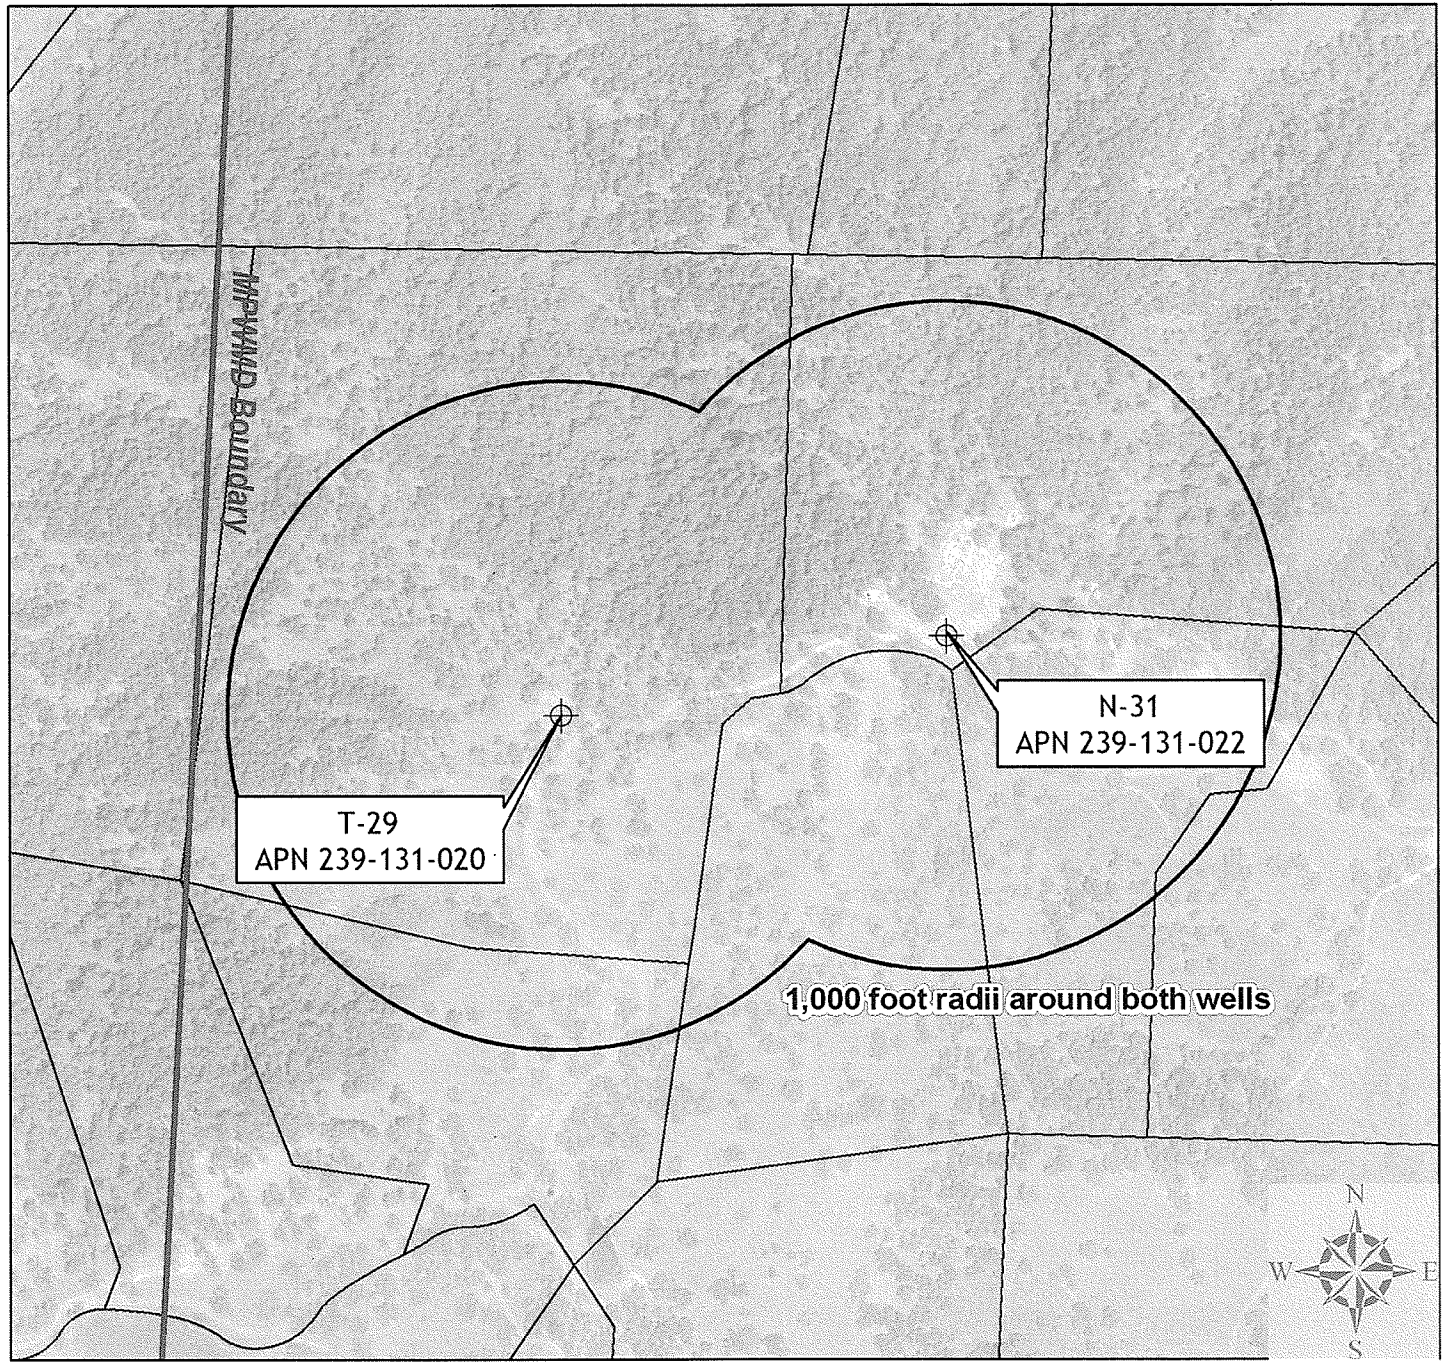 MPWMD Boundary
N-31
APN 239-131-022
T-29
APN 239-131-020
1,000 foot radii around both wells
N
W E
S